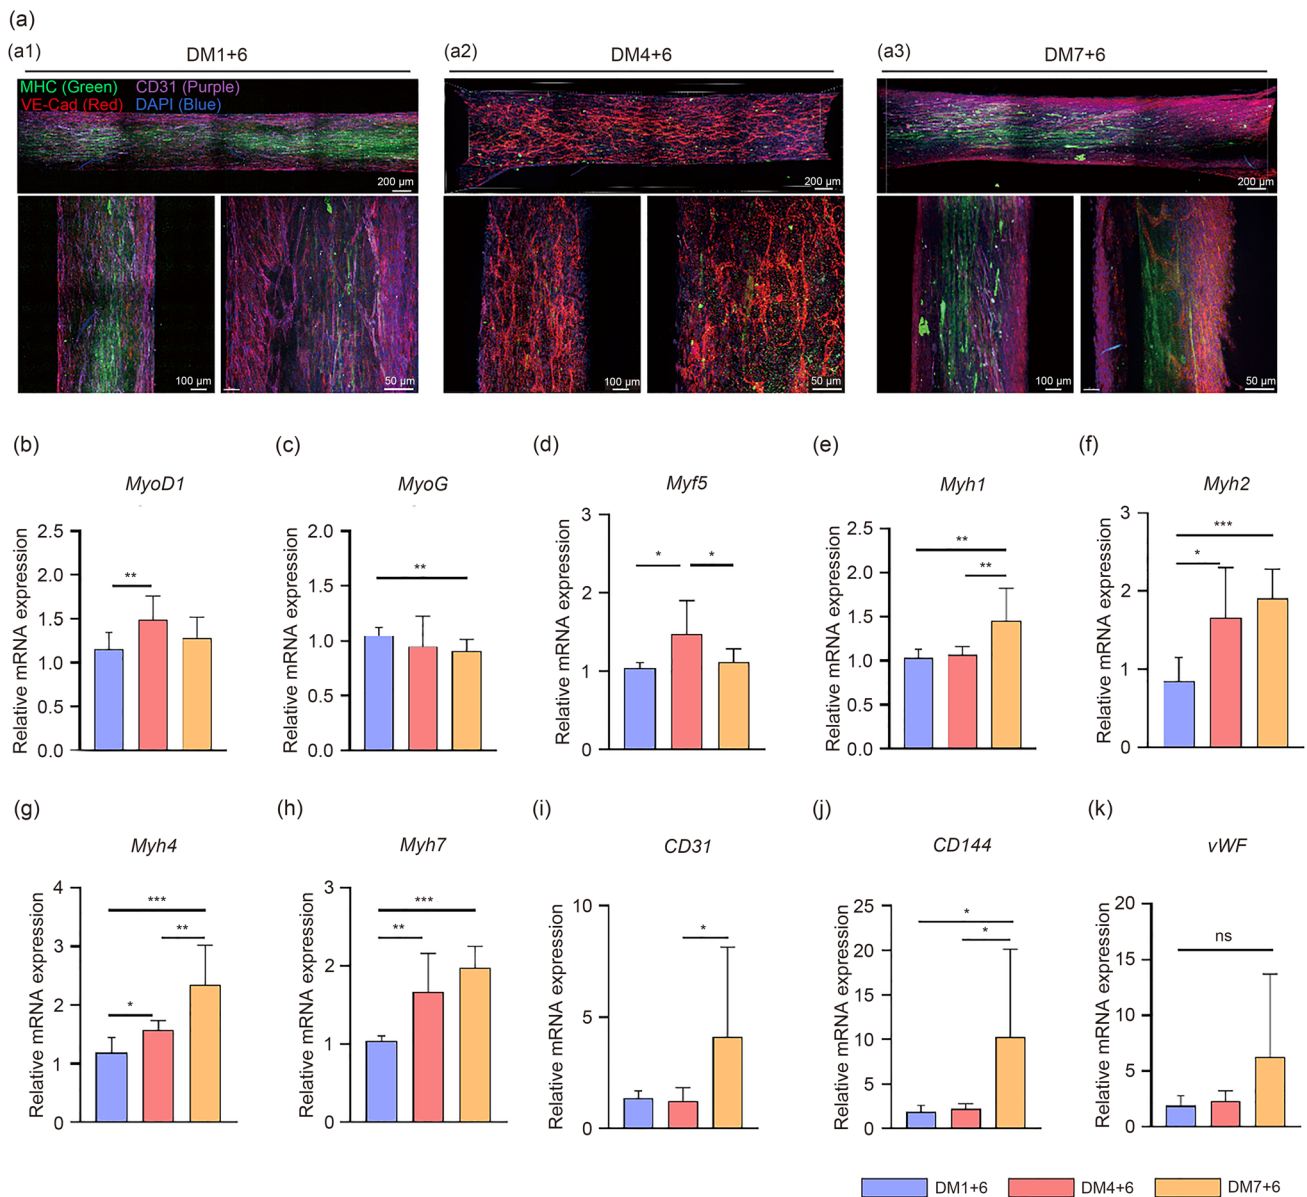 (a)
(a1) DM1+6 (a2) DM4+6 (a3) DM7+6
MHC (Green) CD31 (Purple)
VE-Cad (Red) DAPI (Blue)
200 μm 200 μm 200 μm
100 μm 50 μm 100 μm 50 μm 100 μm 50 μm
(b) (c) (d) (e) (f)
MyoD1 MyoG Myf5 Myh1 Myh2
Relative mRNA expression
2.5
2.0
1.5
1.0
0.5
0.0
**
Relative mRNA expression
2.0
1.5
1.0
0.5
0.0
**
Relative mRNA expression
3
2
1
0
* *
Relative mRNA expression
2.5
2.0
1.5
1.0
0.5
0.0
**
**
Relative mRNA expression
3
2
1
0
***
*
(g) (h) (i) (j) (k)
Myh4 Myh7 CD31 CD144 vWF
Relative mRNA expression
4
3
2
1
0
***
**
*
Relative mRNA expression
3
2
1
0
***
**
Relative mRNA expression
10
5
0
*
Relative mRNA expression
25
20
15
10
5
0
*
*
Relative mRNA expression
20
15
10
5
0
ns
DM1+6 DM4+6 DM7+6